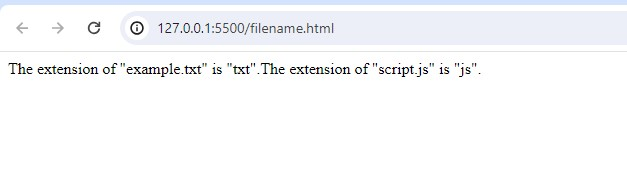 127.0.0.1:5500/filename.html
The extension of "example.txt" is "txt".The extension of "script.js" is "js".